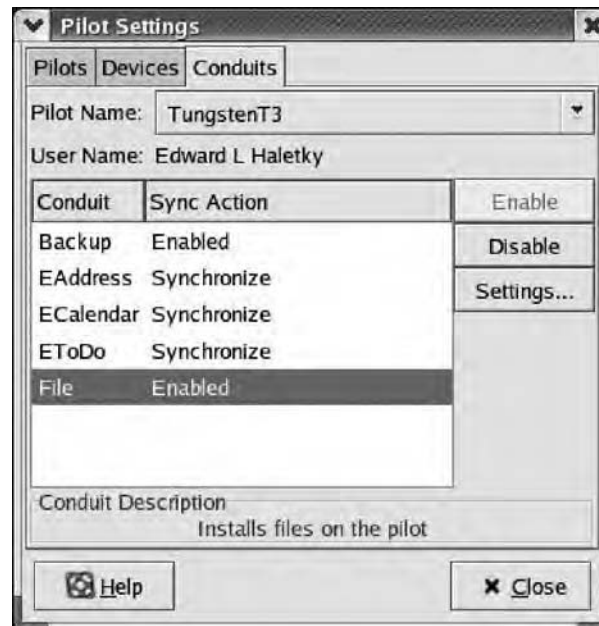 Pilot Settings
Pilots Devices Conduits
Pilot Name: TungstenT3
User Name: Edward L Haletky
Conduit Sync Action
Enable
Backup Enabled
Disable
EAddress Synchronize
Settings...
ECalendar Synchronize
EToDo Synchronize
File Enabled
Conduit Description
Installs files on the pilot
Help
Close